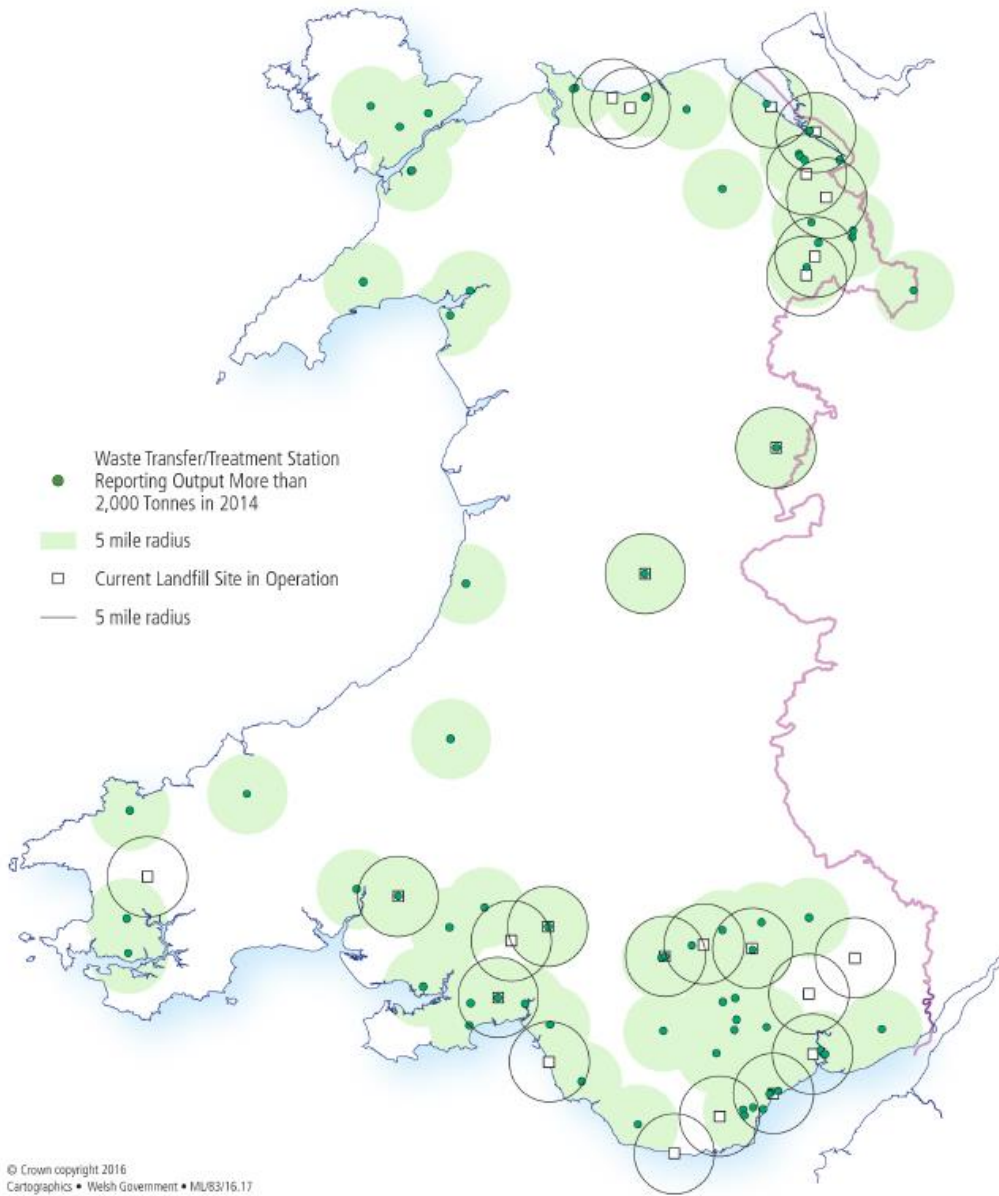 Waste Transfer/Treatment Station
Reporting Output More than
2,000 Tonnes in 2014
5 mile radius
Current Landfill Site in Operation
5 mile radius
© Crown copyright 2016
Cartographics • Welsh Government • ML/83/16.17